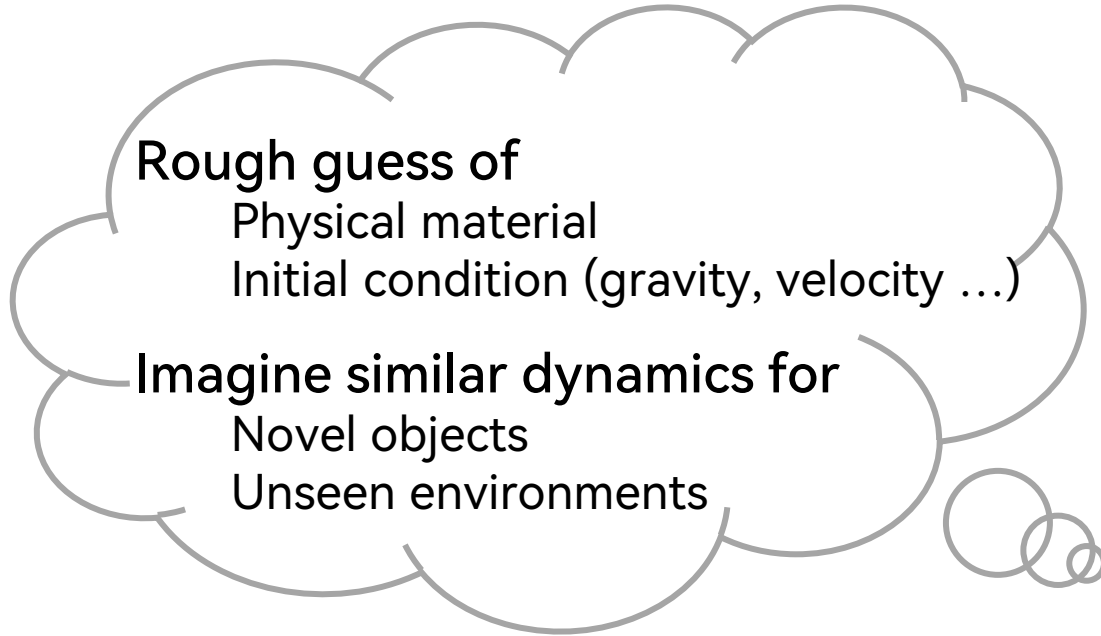 Rough guess of
Physical material
Initial condition (gravity, velocity ...)
Imagine similar dynamics for
Novel objects
Unseen environments